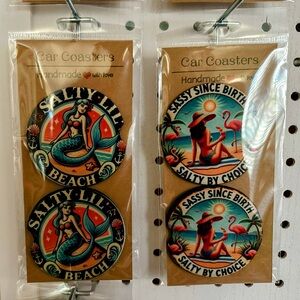 Car Coasters
Handmade with love
SALTY LIL'
BEACH
SALTY LIL'
BEACH
Car Coasters
Handmade with love
SASSY SINCE BIRTH
SALTY BY CHOICE
SASSY SINCE BIRTH
SALTY BY CHOICE